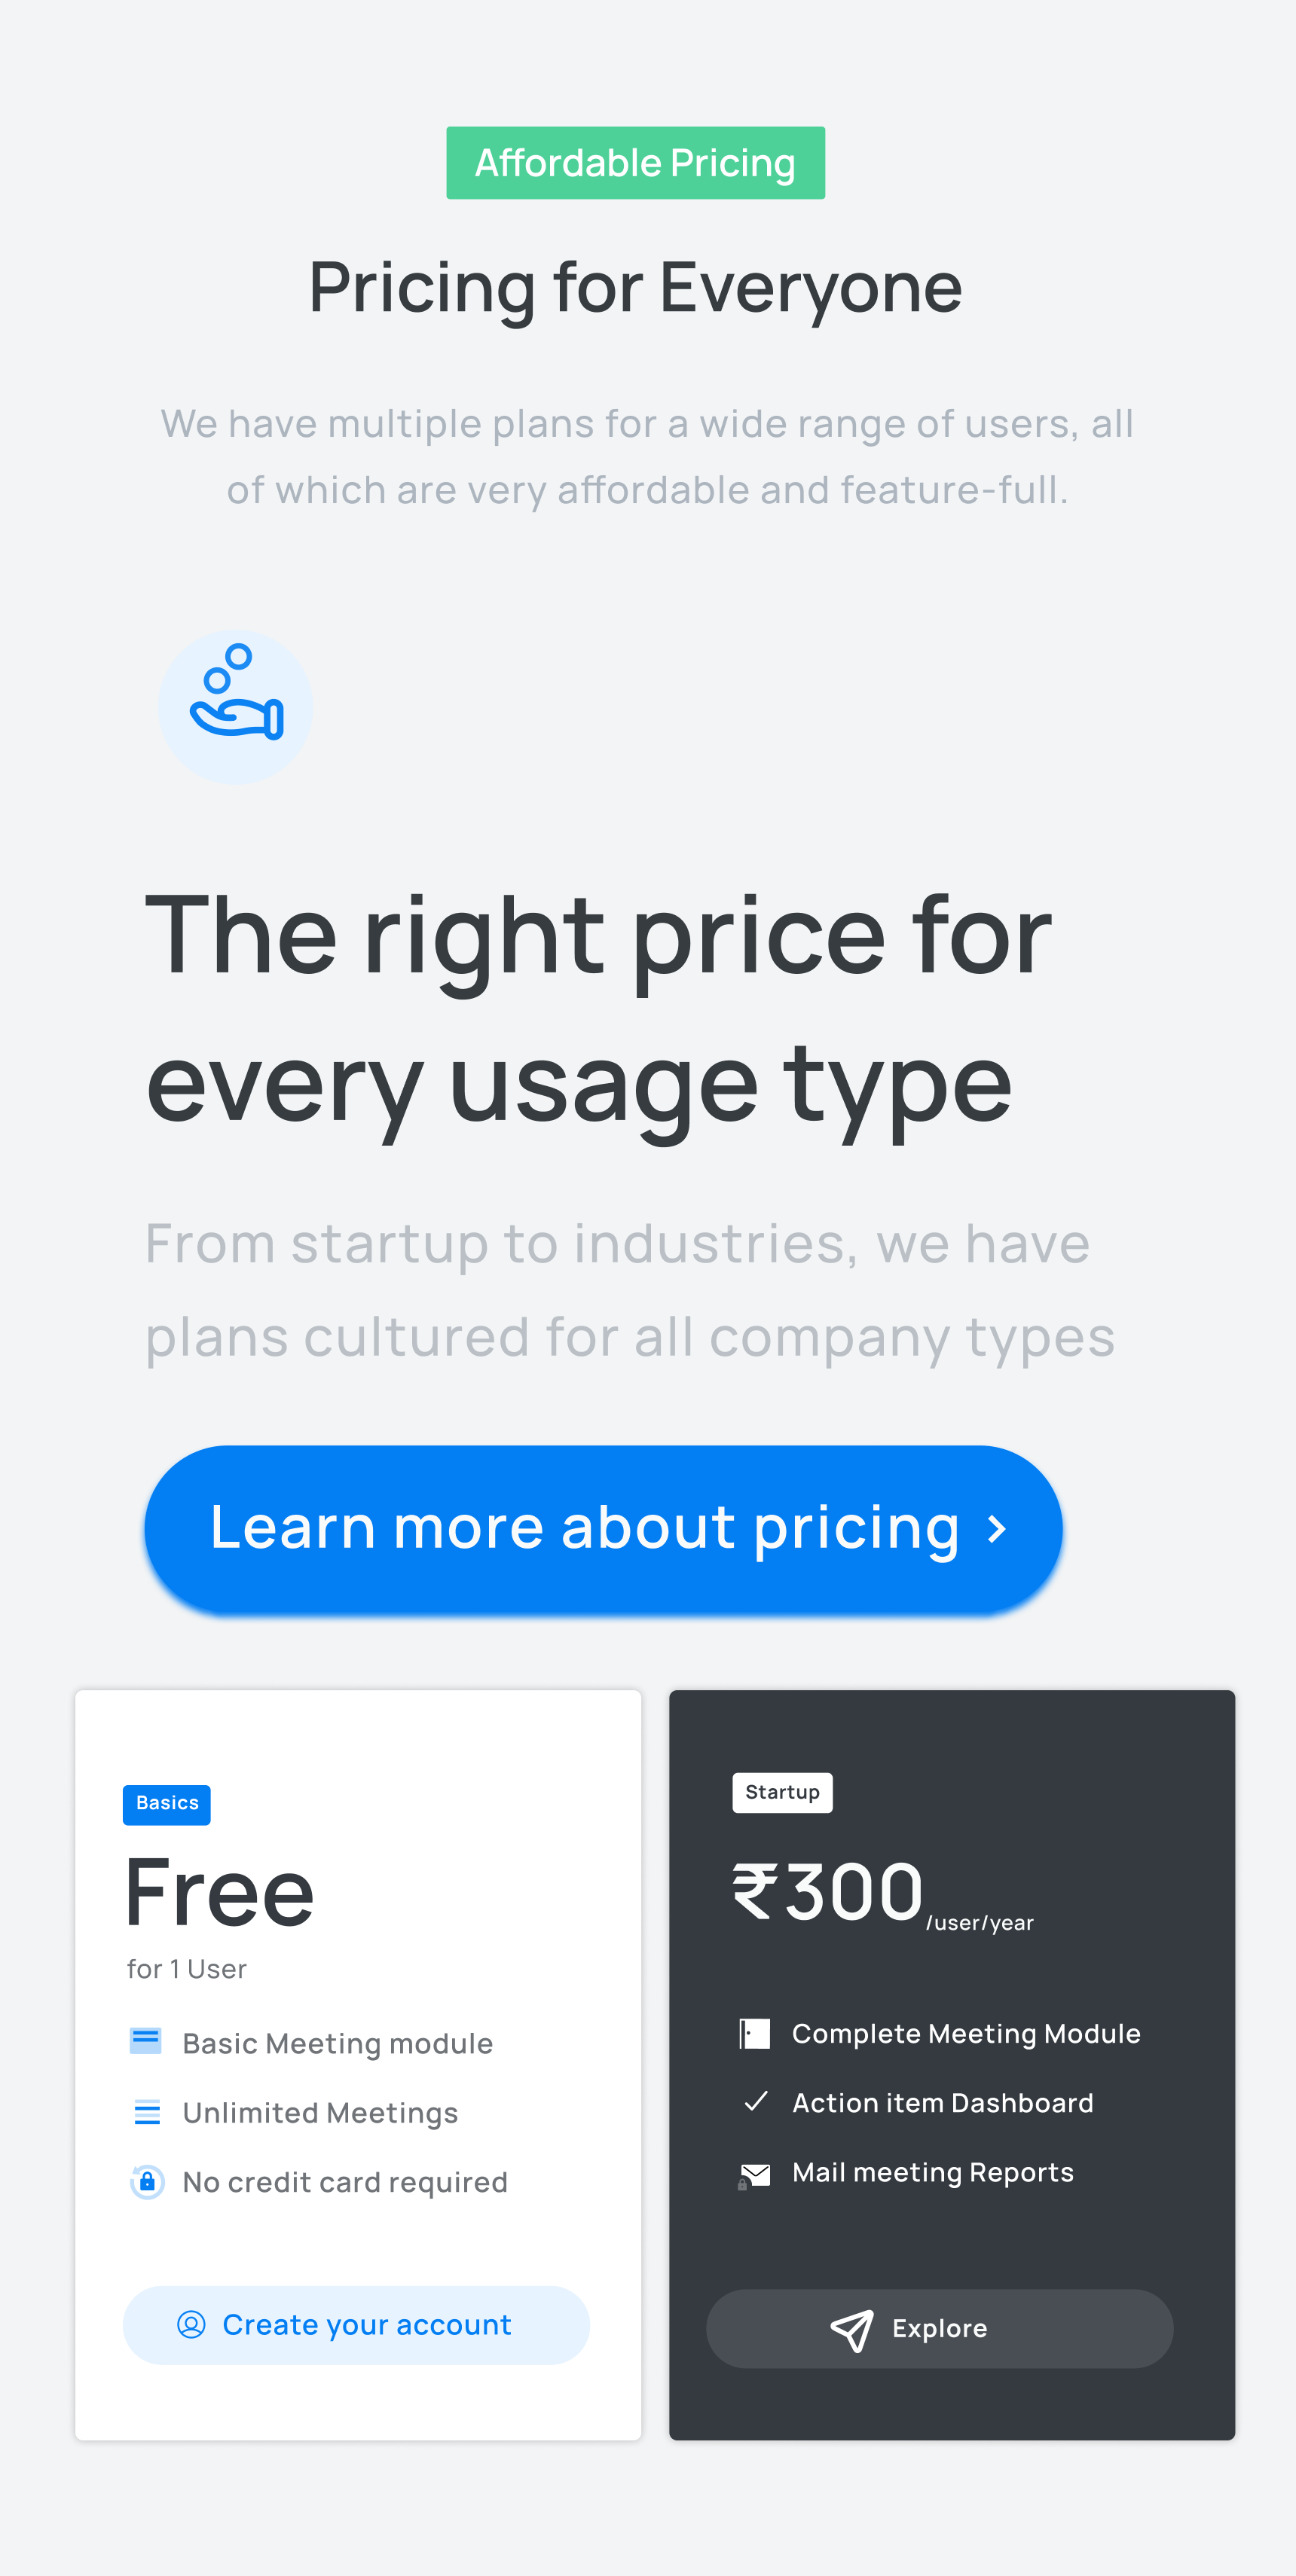 Affordable Pricing
Pricing for Everyone
We have multiple plans for a wide range of users, all
of which are very affordable and feature-full.
The right price for
every usage type
From startup to industries, we have
plans cultured for all company types
Learn more about pricing >
Basics
Free
for 1 User
Basic Meeting module
Unlimited Meetings
No credit card required
Create your account
Startup
₹300/user/year
Complete Meeting Module
Action item Dashboard
Mail meeting Reports
Explore